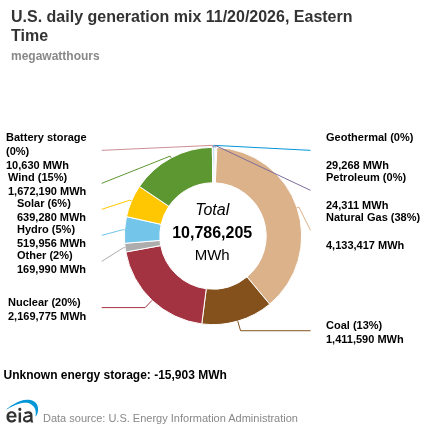 U.S. daily generation mix 11/20/2026, Eastern
Time
megawatthours
Battery storage
(0%)
10,630 MWh
Wind (15%)
1,672,190 MWh
Solar (6%)
639,280 MWh
Hydro (5%)
519,956 MWh
Other (2%)
169,990 MWh
Nuclear (20%)
2,169,775 MWh
Total
10,786,205
MWh
Geothermal (0%)
29,268 MWh
Petroleum (0%)
24,311 MWh
Natural Gas (38%)
4,133,417 MWh
Coal (13%)
1,411,590 MWh
Unknown energy storage: -15,903 MWh
eia
Data source: U.S. Energy Information Administration